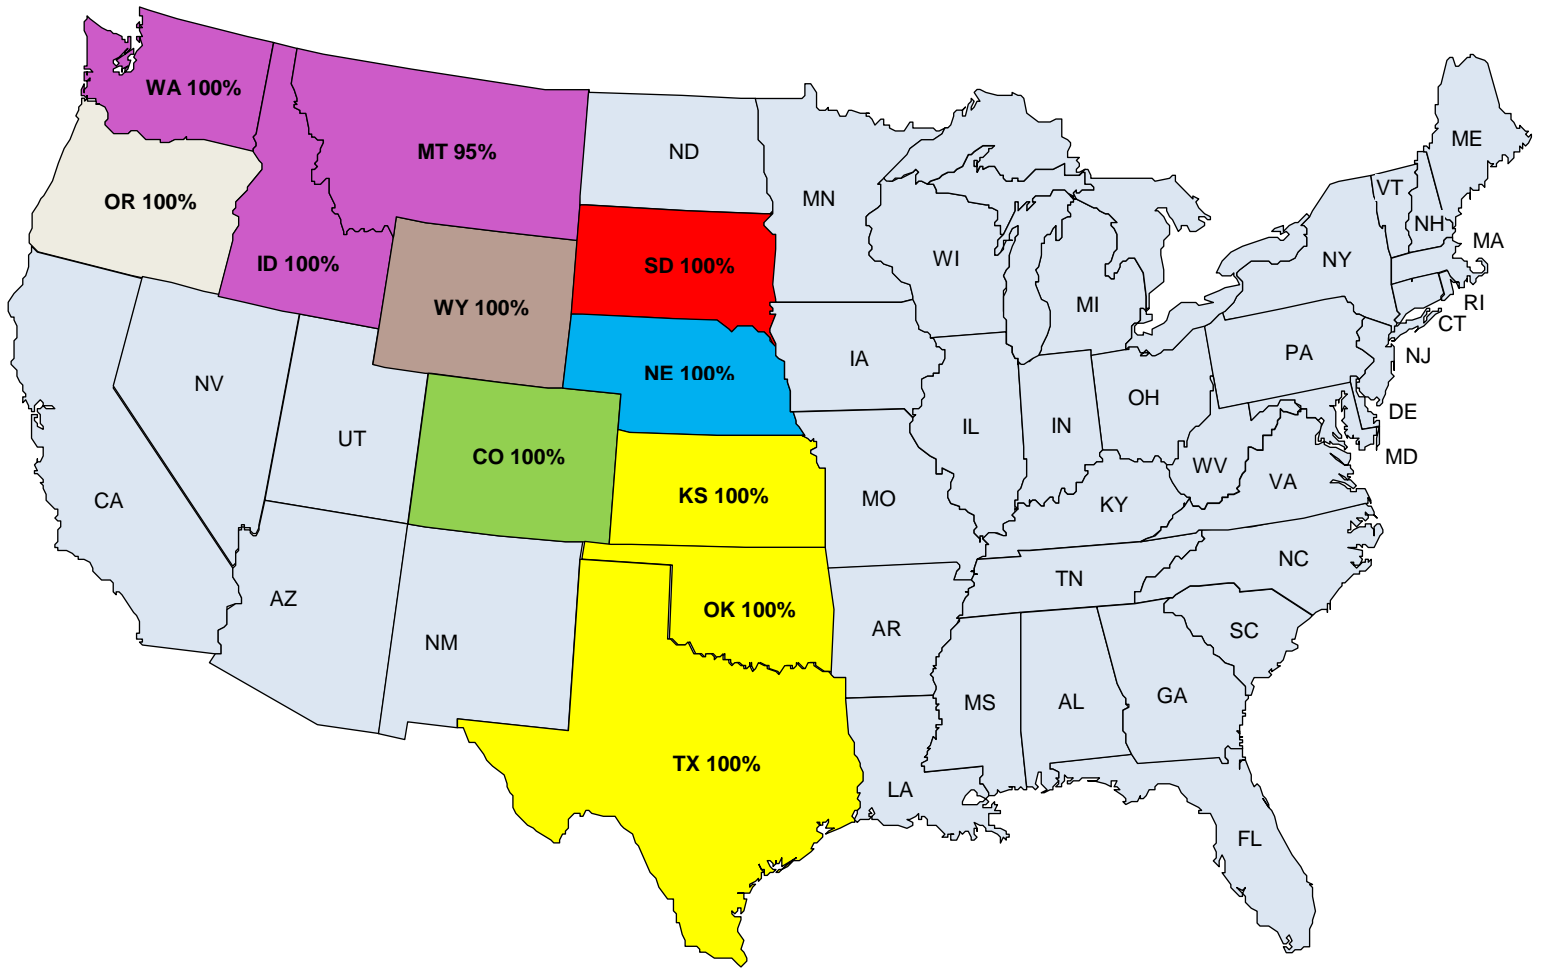 WA 100%
MT 95%
ND
ME
OR 100%
MN
VT
NH
MA
ID 100%
SD 100%
WI
NY
WY 100%
MI
RI
CT
NV
NE 100%
IA
PA
NJ
OH
DE
UT
CO 100%
IL
IN
WV
MD
CA
KS 100%
MO
KY
VA
AZ
OK 100%
TN
NC
NM
AR
SC
MS
AL
GA
TX 100%
LA
FL